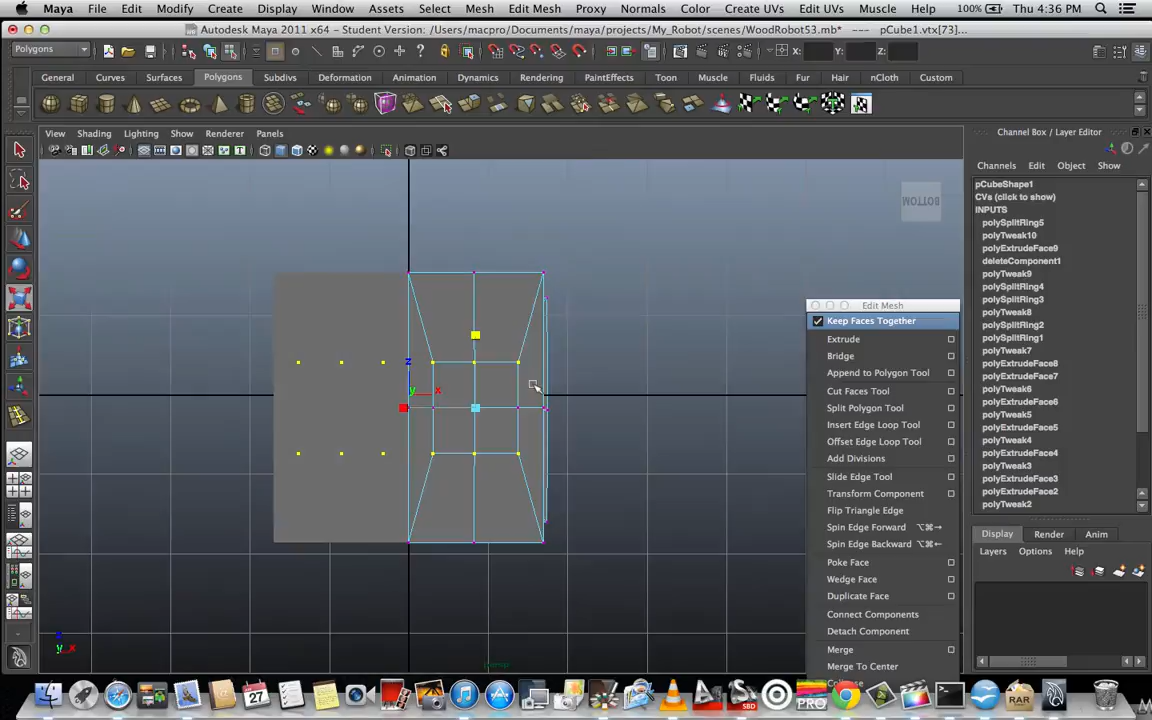 Maya File Edit Modify Create Display Window Assets Select Mesh Edit Mesh Proxy Normals Color Create UVs Edit UVs Muscle Help 100% Thu 4:36 PM
Autodesk Maya 2011 x64 - Student Version: /Users/macpro/Documents/maya/projects/My_Robot/scenes/WoodRobot53.mb* - pCube1.vtx[73]...
Polygons X: Y: Z:
General Curves Surfaces Polygons Subdivs Deformation Animation Dynamics Rendering PaintEffects Toon Muscle Fluids Fur Hair nCloth Custom
View Shading Lighting Show Renderer Panels
Channel Box / Layer Editor
Channels Edit Object Show
pCubeShape1
CVs (click to show)
INPUTS
polySplitRing5
polyTweak10
polyExtrudeFace9
deleteComponent1
polyTweak9
polySplitRing4
polySplitRing3
polyTweak8
polySplitRing2
polySplitRing1
polyTweak7
polyExtrudeFace8
polyExtrudeFace7
polyTweak6
polyExtrudeFace6
polyTweak5
polyExtrudeFace5
polyTweak4
polyExtrudeFace4
polyTweak3
polyExtrudeFace3
polyExtrudeFace2
polyTweak2
Display Render Anim
Layers Options Help
BOTTOM
z
y x
Edit Mesh
Keep Faces Together
Extrude
Bridge
Append to Polygon Tool
Cut Faces Tool
Split Polygon Tool
Insert Edge Loop Tool
Offset Edge Loop Tool
Add Divisions
Slide Edge Tool
Transform Component
Flip Triangle Edge
Spin Edge Forward ⌥⌘→
Spin Edge Backward ⌥⌘←
Poke Face
Wedge Face
Duplicate Face
Connect Components
Detach Component
Merge
Merge To Center
z
y x
persp
27
SBD
PRO
RAR